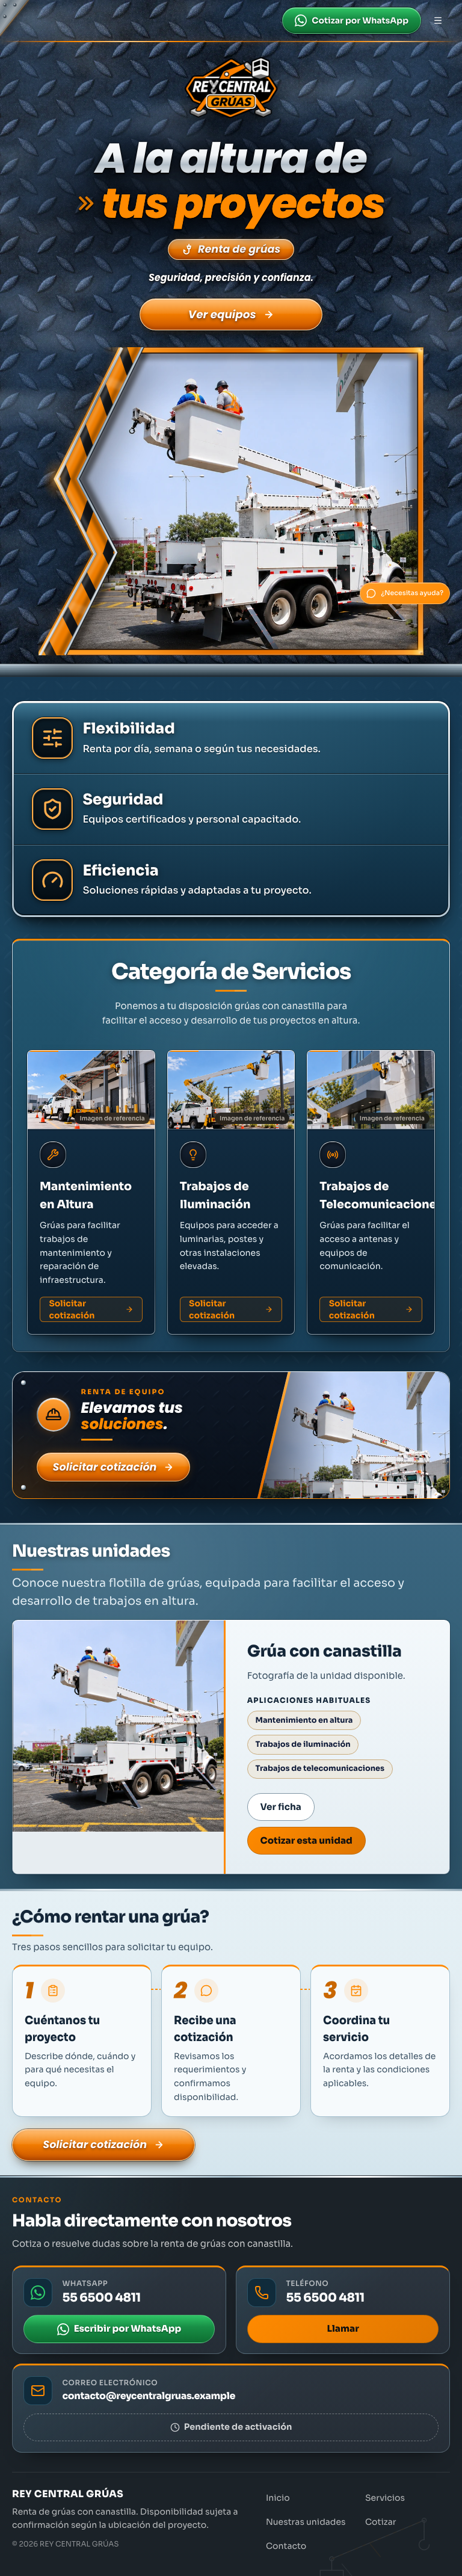 Cotizar por WhatsApp
REY CENTRAL
GRÚAS
A la altura de
» tus proyectos
Renta de grúas
Seguridad, precisión y confianza.
Ver equipos →
¿Necesitas ayuda?
Flexibilidad
Renta por día, semana o según tus necesidades.
Seguridad
Equipos certificados y personal capacitado.
Eficiencia
Soluciones rápidas y adaptadas a tu proyecto.
Categoría de Servicios
Ponemos a tu disposición grúas con canastilla para
facilitar el acceso y desarrollo de tus proyectos en altura.
Imagen de referencia
Mantenimiento
en Altura
Grúas para facilitar
trabajos de
mantenimiento y
reparación de
infraestructura.
Solicitar
cotización →
Imagen de referencia
Trabajos de
Iluminación
Equipos para acceder a
luminarias, postes y
otras instalaciones
elevadas.
Solicitar
cotización →
Imagen de referencia
Trabajos de
Telecomunicacione
Grúas para facilitar el
acceso a antenas y
equipos de
comunicación.
Solicitar
cotización →
RENTA DE EQUIPO
Elevamos tus
soluciones.
Solicitar cotización →
Nuestras unidades
Conoce nuestra flotilla de grúas, equipada para facilitar el acceso y
desarrollo de trabajos en altura.
Grúa con canastilla
Fotografía de la unidad disponible.
APLICACIONES HABITUALES
Mantenimiento en altura
Trabajos de iluminación
Trabajos de telecomunicaciones
Ver ficha
Cotizar esta unidad
¿Cómo rentar una grúa?
Tres pasos sencillos para solicitar tu equipo.
1
Cuéntanos tu
proyecto
Describe dónde, cuándo y
para qué necesitas el
equipo.
2
Recibe una
cotización
Revisamos los
requerimientos y
confirmamos
disponibilidad.
3
Coordina tu
servicio
Acordamos los detalles de
la renta y las condiciones
aplicables.
Solicitar cotización →
CONTACTO
Habla directamente con nosotros
Cotiza o resuelve dudas sobre la renta de grúas con canastilla.
WHATSAPP
55 6500 4811
Escribir por WhatsApp
TELÉFONO
55 6500 4811
Llamar
CORREO ELECTRÓNICO
contacto@reycentralgruas.example
Pendiente de activación
REY CENTRAL GRÚAS
Renta de grúas con canastilla. Disponibilidad sujeta a
confirmación según la ubicación del proyecto.
© 2026 REY CENTRAL GRÚAS
Inicio
Servicios
Nuestras unidades
Cotizar
Contacto